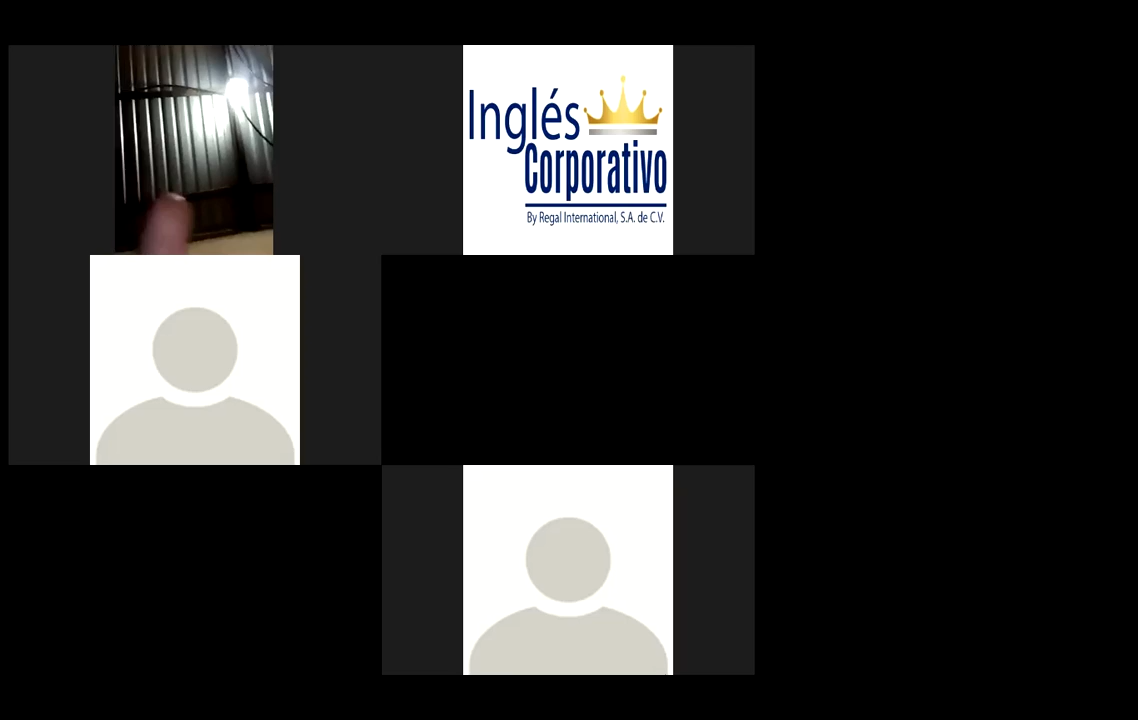 Inglés
Corporativo
By Regal International, S.A. de C.V.